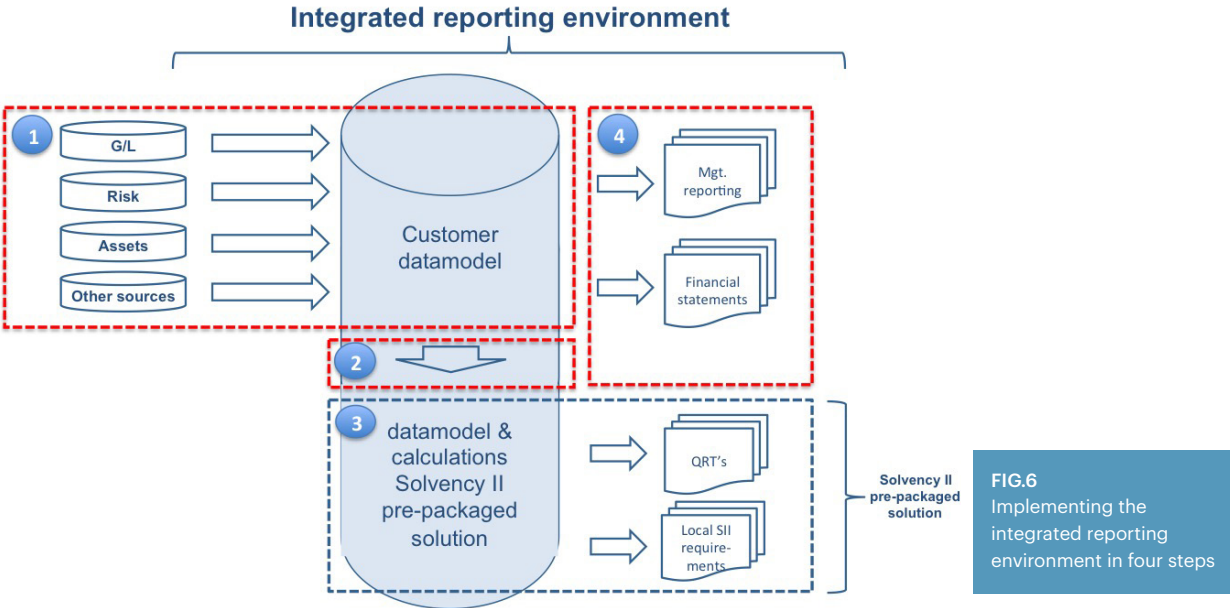 Integrated reporting environment
1
G/L
Risk
Assets
Other sources
Customer
datamodel
4
Mgt.
reporting
Financial
statements
2
3
datamodel &
calculations
Solvency II
pre-packaged
solution
QRT's
Local SII
require-
ments
Solvency II
pre-packaged
solution
FIG.6
Implementing the
integrated reporting
environment in four steps